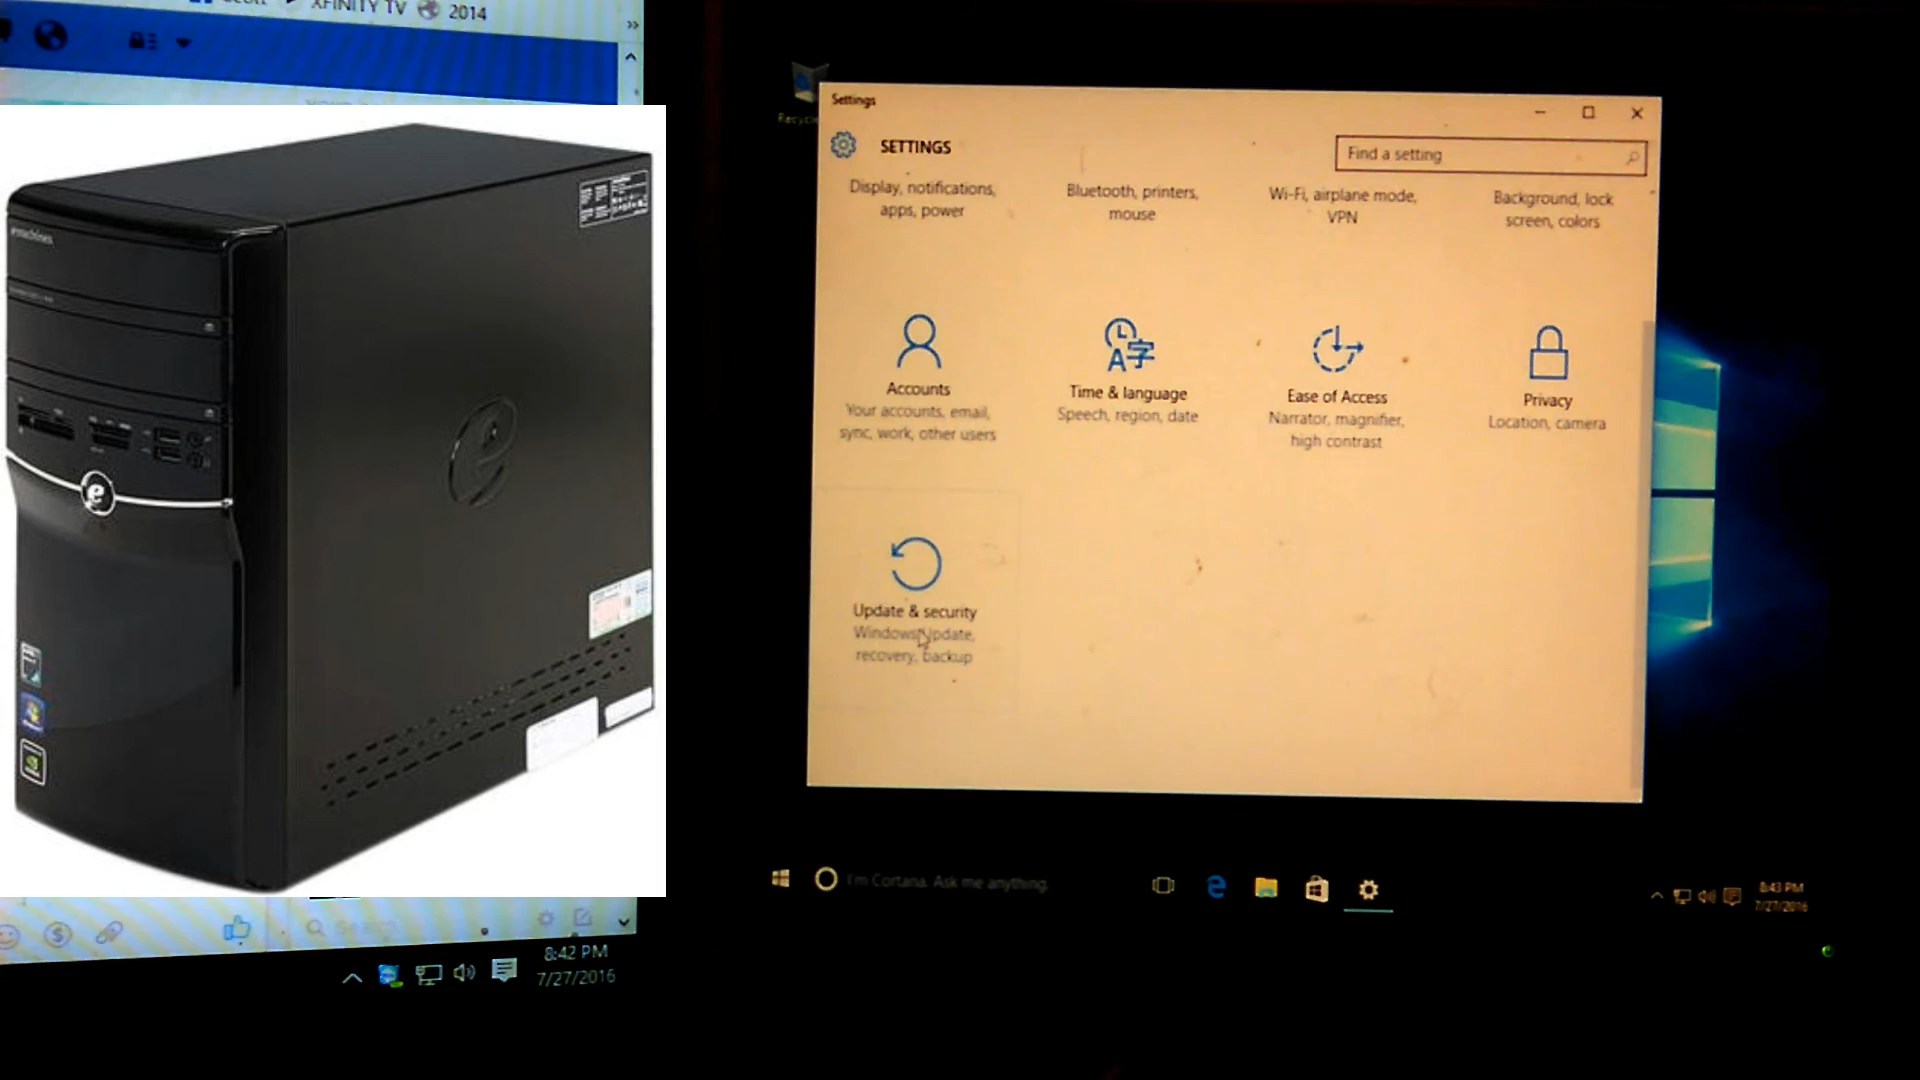 XFINITY TV
2014
»
emachines
e
e
8:42 PM
7/27/2016
Settings
SETTINGS
Find a setting
Display, notifications,
apps, power
Bluetooth, printers,
mouse
Wi-Fi, airplane mode,
VPN
Background, lock
screen, colors
Accounts
Your accounts, email,
sync, work, other users
Time & language
Speech, region, date
Ease of Access
Narrator, magnifier,
high contrast
Privacy
Location, camera
Update & security
Windows Update,
recovery, backup
I'm Cortana. Ask me anything.
8:43 PM
7/27/2016